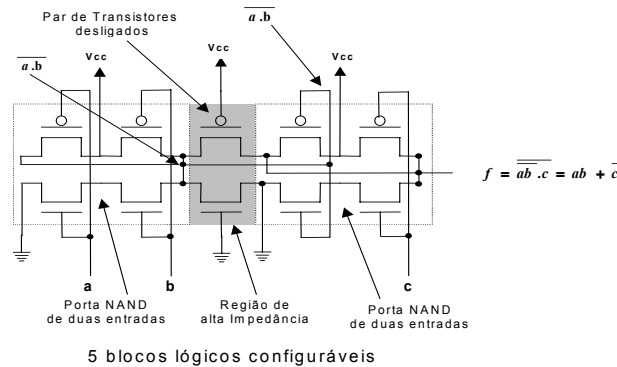 Par de Transistores
desligados
a.b
a.b
Vcc
Vcc
Vcc
f = ab.c = ab + c
a
b
c
Porta NAND
de duas entradas
Região de
alta Impedância
Porta NAND
de duas entradas
5 blocos lógicos configuráveis